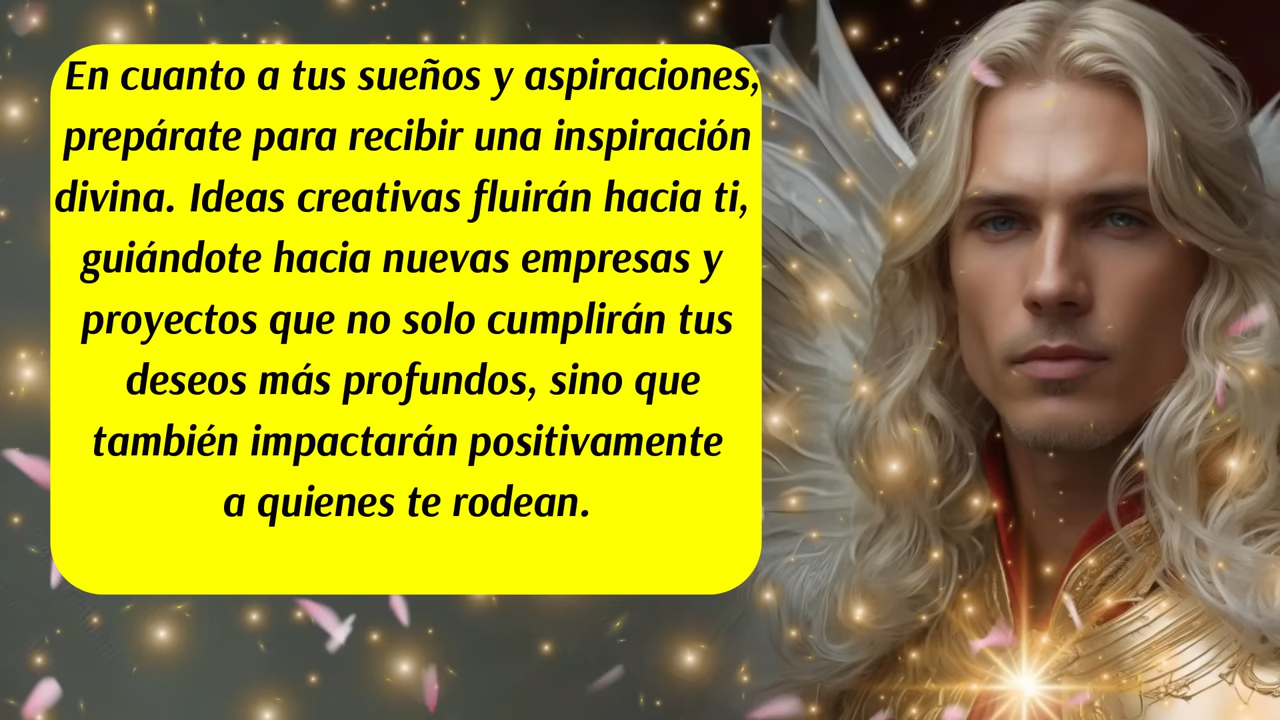 En cuanto a tus sueños y aspiraciones,
prepárate para recibir una inspiración
divina. Ideas creativas fluirán hacia ti,
guiándote hacia nuevas empresas y
proyectos que no solo cumplirán tus
deseos más profundos, sino que
también impactarán positivamente
a quienes te rodean.